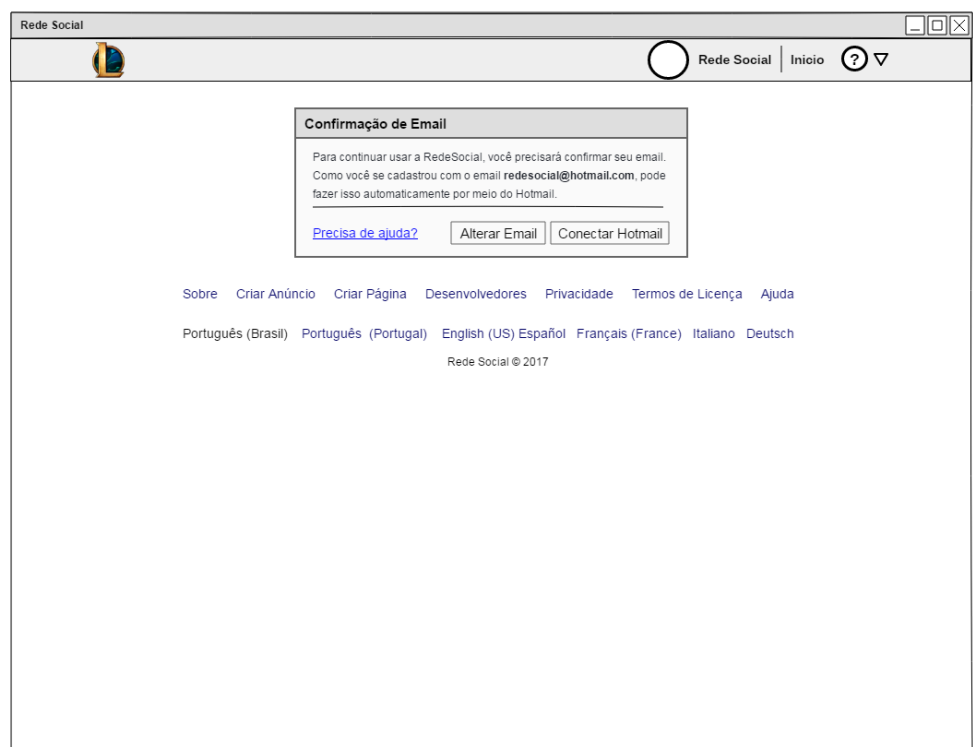 Rede Social
Rede Social Inicio ?
Confirmação de Email
Para continuar usar a RedeSocial, você precisará confirmar seu email.
Como você se cadastrou com o email redesocial@hotmail.com, pode
fazer isso automaticamente por meio do Hotmail.
Precisa de ajuda? Alterar Email Conectar Hotmail
Sobre Criar Anúncio Criar Página Desenvolvedores Privacidade Termos de Licença Ajuda
Português (Brasil) Português (Portugal) English (US) Español Français (France) Italiano Deutsch
Rede Social © 2017